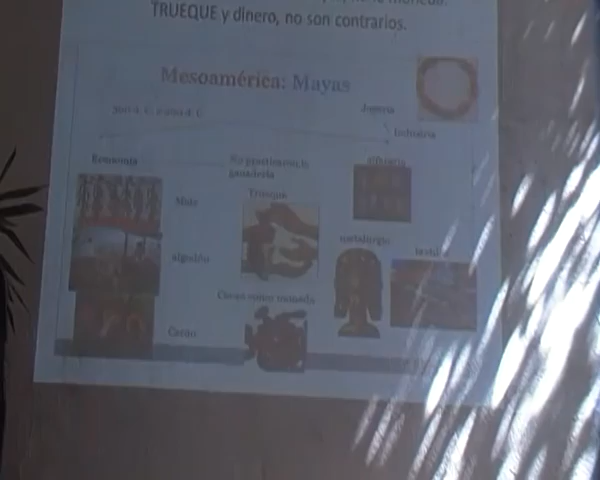 TRUEQUE y dinero, no son contrarios.
Mesoamérica: Mayas
Joyería
Industria
Economía
No practicaron la
ganadería
alfarería
Maíz
Trueque
metalurgia
textil
algodón
Cacao como moneda
Cacao